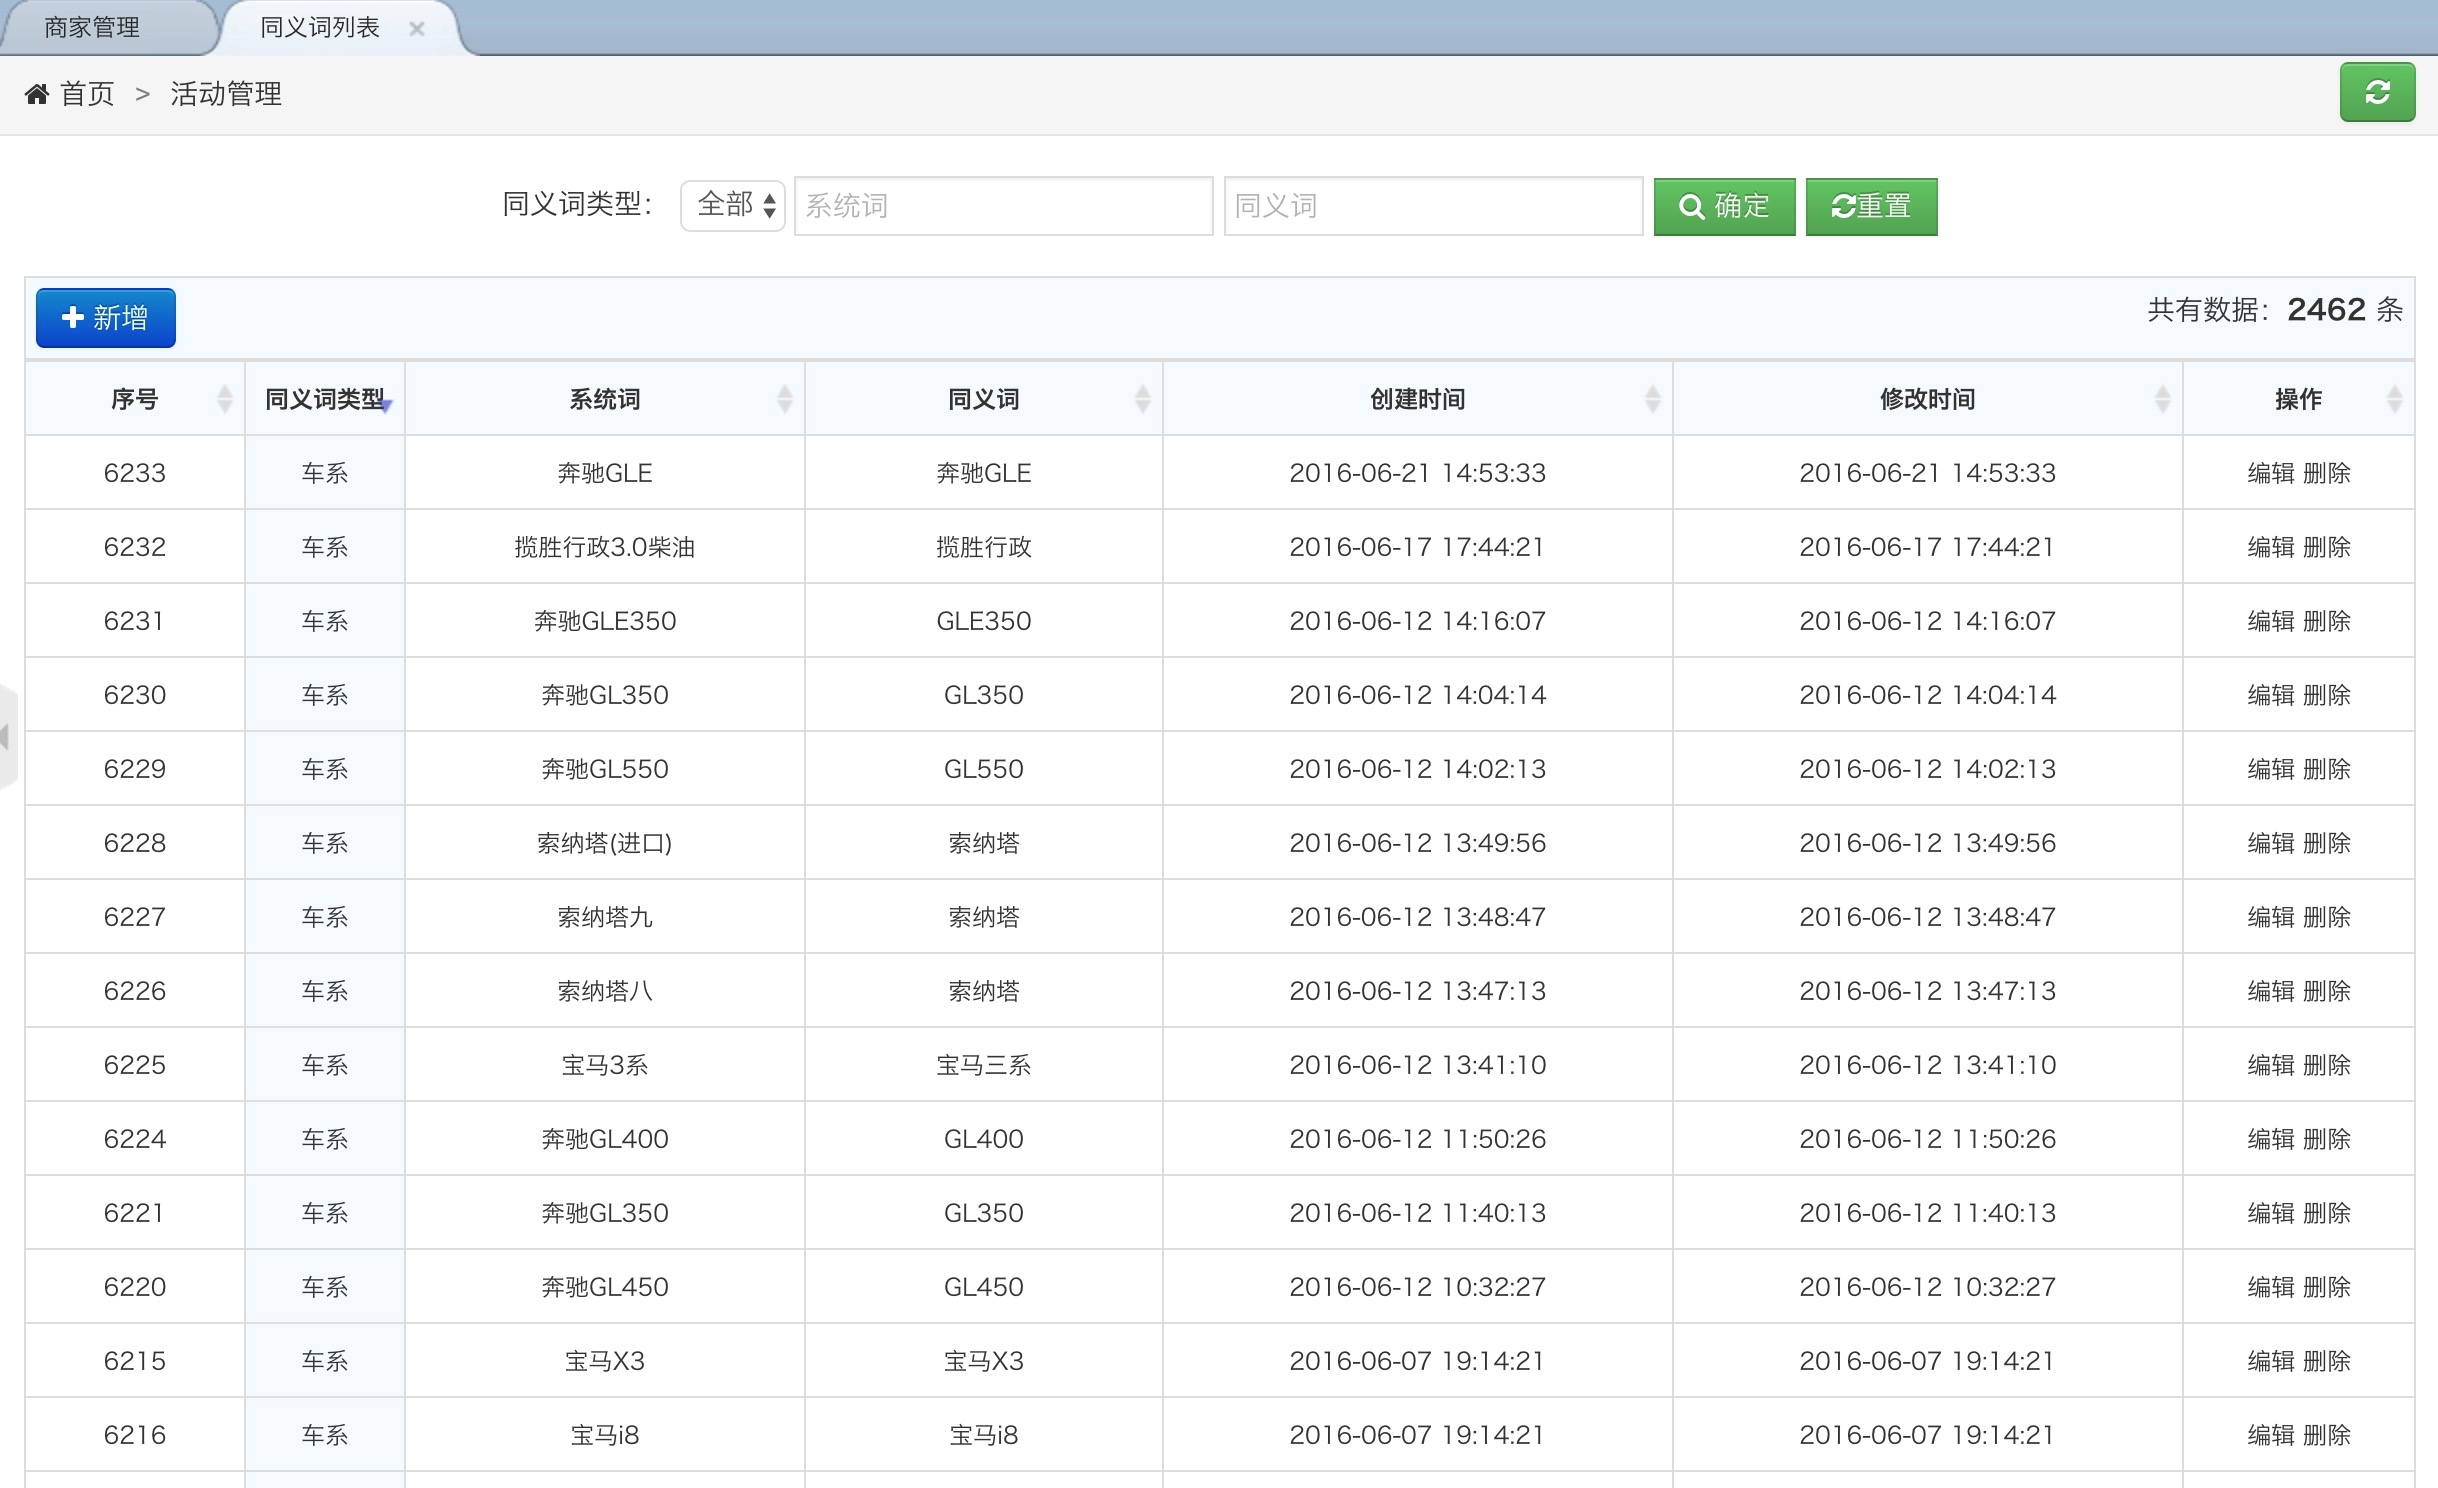 商家管理 同义词列表 ×
首页 > 活动管理
同义词类型： 全部 系统词 同义词 确定 重置
新增 共有数据：2462 条
序号 同义词类型 系统词 同义词 创建时间 修改时间 操作
6233 车系 奔驰GLE 奔驰GLE 2016-06-21 14:53:33 2016-06-21 14:53:33 编辑 删除
6232 车系 揽胜行政3.0柴油 揽胜行政 2016-06-17 17:44:21 2016-06-17 17:44:21 编辑 删除
6231 车系 奔驰GLE350 GLE350 2016-06-12 14:16:07 2016-06-12 14:16:07 编辑 删除
6230 车系 奔驰GL350 GL350 2016-06-12 14:04:14 2016-06-12 14:04:14 编辑 删除
6229 车系 奔驰GL550 GL550 2016-06-12 14:02:13 2016-06-12 14:02:13 编辑 删除
6228 车系 索纳塔(进口) 索纳塔 2016-06-12 13:49:56 2016-06-12 13:49:56 编辑 删除
6227 车系 索纳塔九 索纳塔 2016-06-12 13:48:47 2016-06-12 13:48:47 编辑 删除
6226 车系 索纳塔八 索纳塔 2016-06-12 13:47:13 2016-06-12 13:47:13 编辑 删除
6225 车系 宝马3系 宝马三系 2016-06-12 13:41:10 2016-06-12 13:41:10 编辑 删除
6224 车系 奔驰GL400 GL400 2016-06-12 11:50:26 2016-06-12 11:50:26 编辑 删除
6221 车系 奔驰GL350 GL350 2016-06-12 11:40:13 2016-06-12 11:40:13 编辑 删除
6220 车系 奔驰GL450 GL450 2016-06-12 10:32:27 2016-06-12 10:32:27 编辑 删除
6215 车系 宝马X3 宝马X3 2016-06-07 19:14:21 2016-06-07 19:14:21 编辑 删除
6216 车系 宝马i8 宝马i8 2016-06-07 19:14:21 2016-06-07 19:14:21 编辑 删除